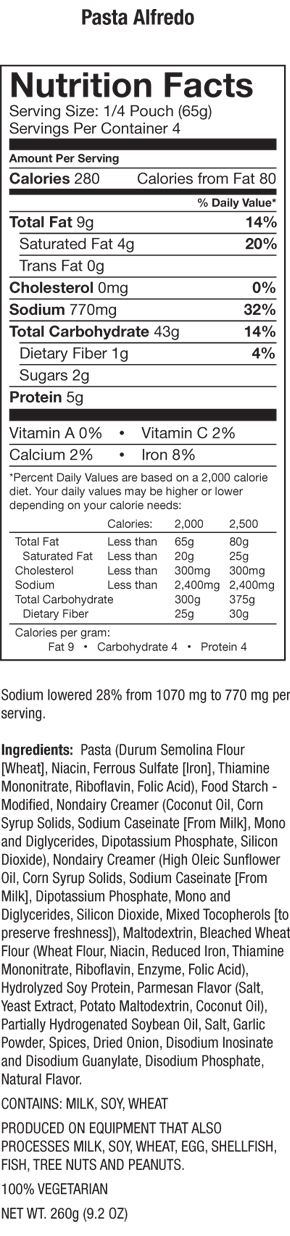 Pasta Alfredo
Nutrition Facts
Serving Size: 1/4 Pouch (65g)
Servings Per Container 4
Amount Per Serving
Calories 280 Calories from Fat 80
% Daily Value*
Total Fat 9g 14%
Saturated Fat 4g 20%
Trans Fat 0g
Cholesterol 0mg 0%
Sodium 770mg 32%
Total Carbohydrate 43g 14%
Dietary Fiber 1g 4%
Sugars 2g
Protein 5g
Vitamin A 0% • Vitamin C 2%
Calcium 2% • Iron 8%
*Percent Daily Values are based on a 2,000 calorie
diet. Your daily values may be higher or lower
depending on your calorie needs:
Calories: 2,000 2,500
Total Fat Less than 65g 80g
Saturated Fat Less than 20g 25g
Cholesterol Less than 300mg 300mg
Sodium Less than 2,400mg 2,400mg
Total Carbohydrate 300g 375g
Dietary Fiber 25g 30g
Calories per gram:
Fat 9 • Carbohydrate 4 • Protein 4
Sodium lowered 28% from 1070 mg to 770 mg per
serving.
Ingredients: Pasta (Durum Semolina Flour
[Wheat], Niacin, Ferrous Sulfate [Iron], Thiamine
Mononitrate, Riboflavin, Folic Acid), Food Starch -
Modified, Nondairy Creamer (Coconut Oil, Corn
Syrup Solids, Sodium Caseinate [From Milk], Mono
and Diglycerides, Dipotassium Phosphate, Silicon
Dioxide), Nondairy Creamer (High Oleic Sunflower
Oil, Corn Syrup Solids, Sodium Caseinate [From
Milk], Dipotassium Phosphate, Mono and
Diglycerides, Silicon Dioxide, Mixed Tocopherols [to
preserve freshness]), Maltodextrin, Bleached Wheat
Flour (Wheat Flour, Niacin, Reduced Iron, Thiamine
Mononitrate, Riboflavin, Enzyme, Folic Acid),
Hydrolyzed Soy Protein, Parmesan Flavor (Salt,
Yeast Extract, Potato Maltodextrin, Coconut Oil),
Partially Hydrogenated Soybean Oil, Salt, Garlic
Powder, Spices, Dried Onion, Disodium Inosinate
and Disodium Guanylate, Disodium Phosphate,
Natural Flavor.
CONTAINS: MILK, SOY, WHEAT
PRODUCED ON EQUIPMENT THAT ALSO
PROCESSES MILK, SOY, WHEAT, EGG, SHELLFISH,
FISH, TREE NUTS AND PEANUTS.
100% VEGETARIAN
NET WT. 260g (9.2 OZ)